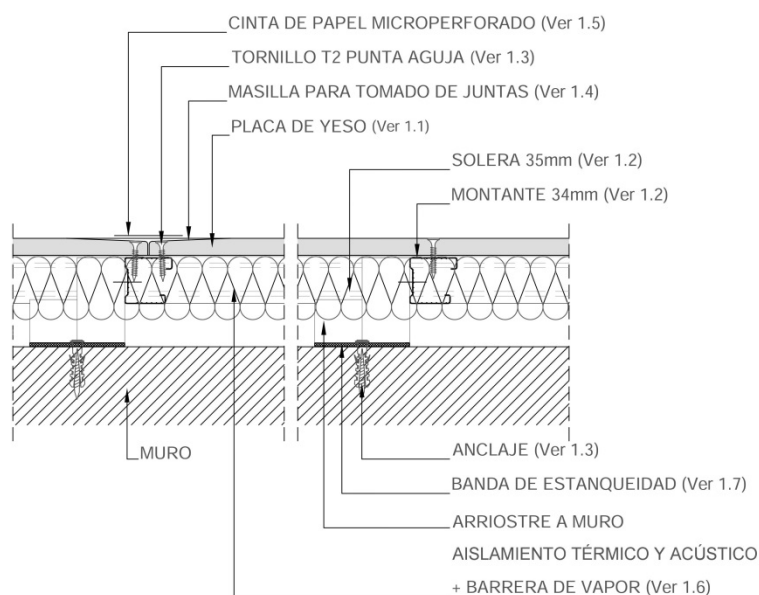 CINTA DE PAPEL MICROPERFORADO (Ver 1.5)
TORNILLO T2 PUNTA AGUJA (Ver 1.3)
MASILLA PARA TOMADO DE JUNTAS (Ver 1.4)
PLACA DE YESO (Ver 1.1)
SOLERA 35mm (Ver 1.2)
MONTANTE 34mm (Ver 1.2)
MURO
ANCLAJE (Ver 1.3)
BANDA DE ESTANQUEIDAD (Ver 1.7)
ARRIOSTRE A MURO
AISLAMIENTO TÉRMICO Y ACÚSTICO
+ BARRERA DE VAPOR (Ver 1.6)